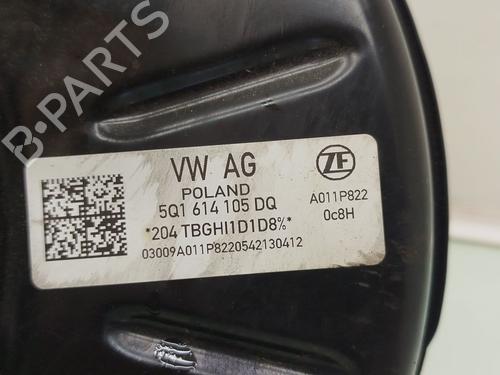 B-PARTS
VW AG
POLAND
5Q1 614 105 DQ
*204 TBGHI1D1D8%*
03009A011P8220542130412
ZF
A011P822
0c8H